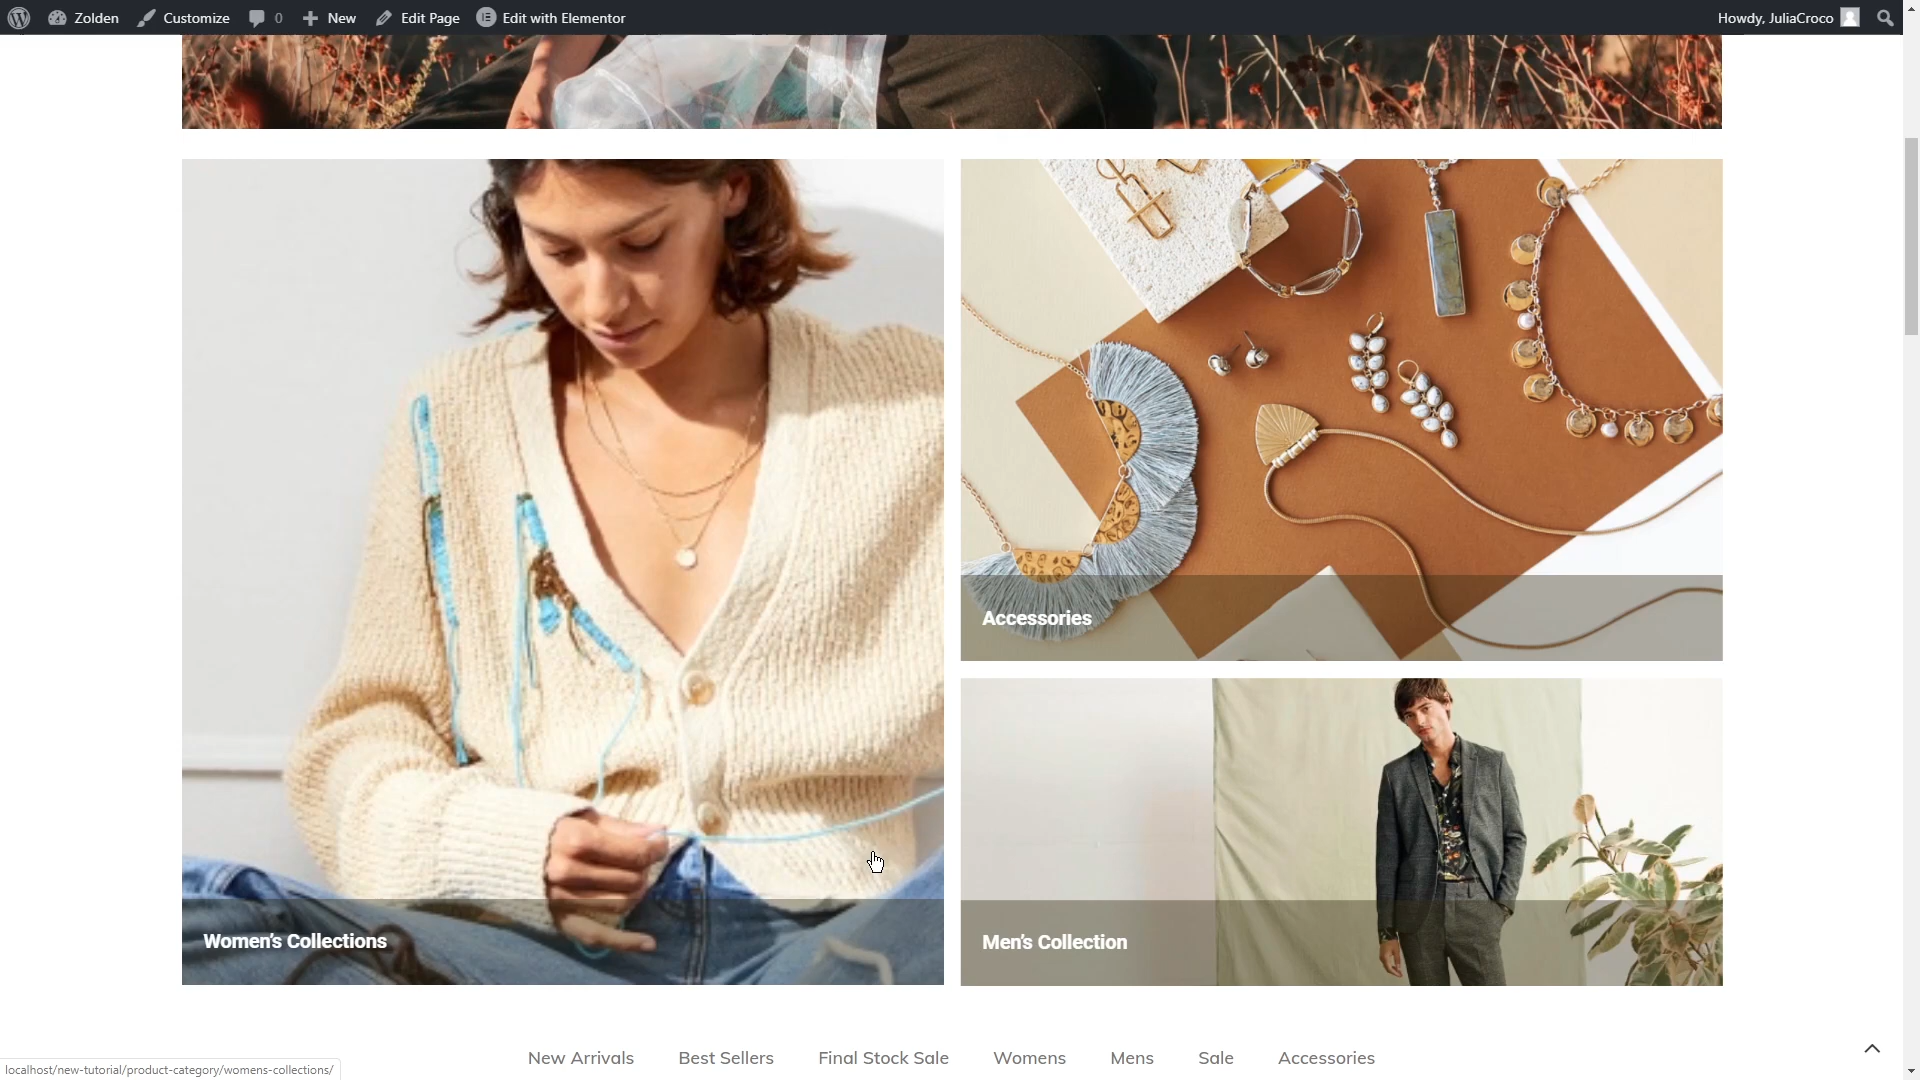 Zolden Customize 0 New Edit Page Edit with Elementor Howdy, JuliaCroco
Accessories
Women's Collections
Men's Collection
New Arrivals Best Sellers Final Stock Sale Womens Mens Sale Accessories
localhost/new-tutorial/product-category/womens-collections/